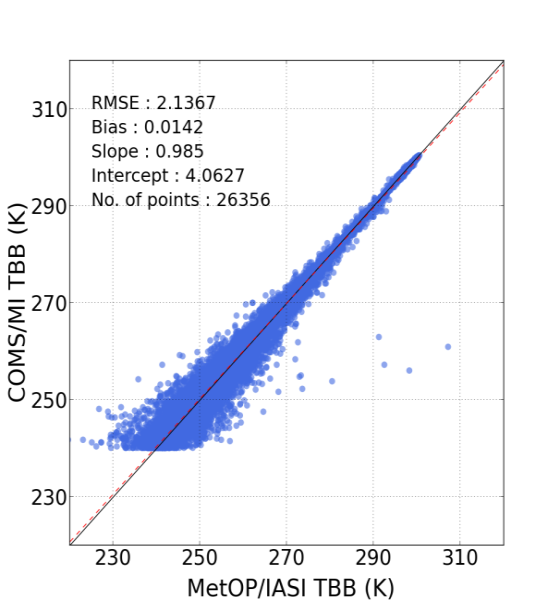 RMSE : 2.1367
Bias : 0.0142
Slope : 0.985
Intercept : 4.0627
No. of points : 26356
COMS/MI TBB (K)
310
290
270
250
230
230 250 270 290 310
MetOP/IASI TBB (K)